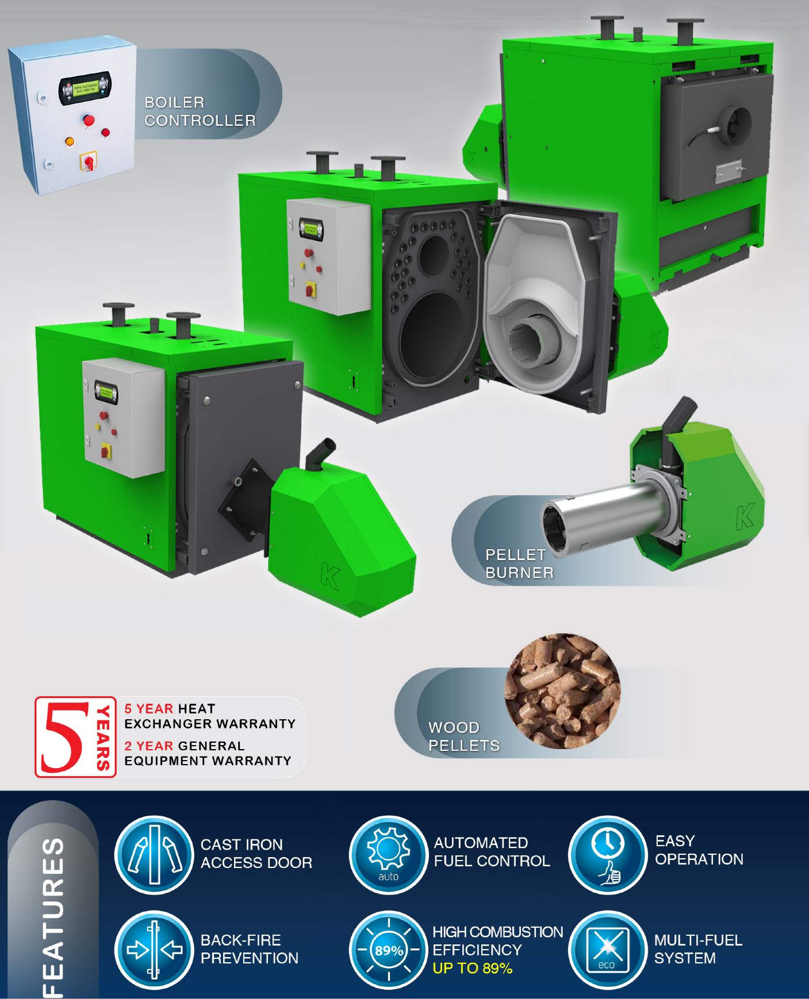 BOILER
CONTROLLER
K
K
K
K
PELLET
BURNER
WOOD
PELLETS
5
YEARS
5 YEAR HEAT
EXCHANGER WARRANTY
2 YEAR GENERAL
EQUIPMENT WARRANTY
FEATURES
CAST IRON
ACCESS DOOR
auto
AUTOMATED
FUEL CONTROL
EASY
OPERATION
BACK-FIRE
PREVENTION
89%
HIGH COMBUSTION
EFFICIENCY
UP TO 89%
eco
MULTI-FUEL
SYSTEM